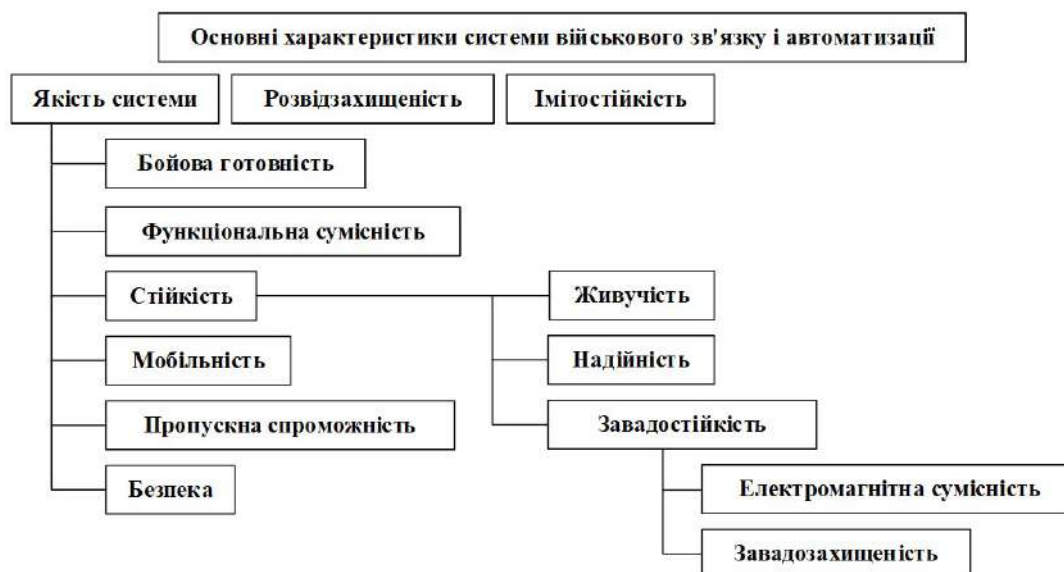 Основні характеристики системи військового зв'язку і автоматизації
Якість системи
Розвідзахищеність
Імітостійкість
Бойова готовність
Функціональна сумісність
Стійкість
Живучість
Мобільність
Надійність
Пропускна спроможність
Завадостійкість
Безпека
Електромагнітна сумісність
Завадозахищеність